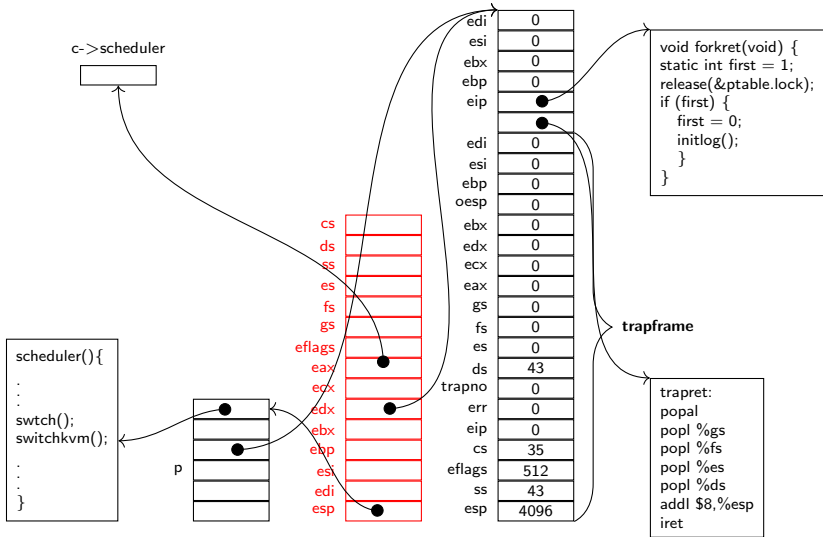 c->scheduler
scheduler(){
.
.
.
swtch();
switchkvm();
.
.
.
}
p
cs
ds
ss
es
fs
gs
eflags
eax
ecx
edx
ebx
ebp
esi
edi
esp
edi 0
esi 0
ebx 0
ebp 0
eip
edi 0
esi 0
ebp 0
oesp 0
ebx 0
edx 0
ecx 0
eax 0
gs 0
fs 0
es 0
ds 43
trapno 0
err 0
eip 0
cs 35
eflags 512
ss 43
esp 4096
void forkret(void) {
static int first = 1;
release(&ptable.lock);
if (first) {
first = 0;
initlog();
}
}
trapframe
trapret:
popal
popl %gs
popl %fs
popl %es
popl %ds
addl $8,%esp
iret